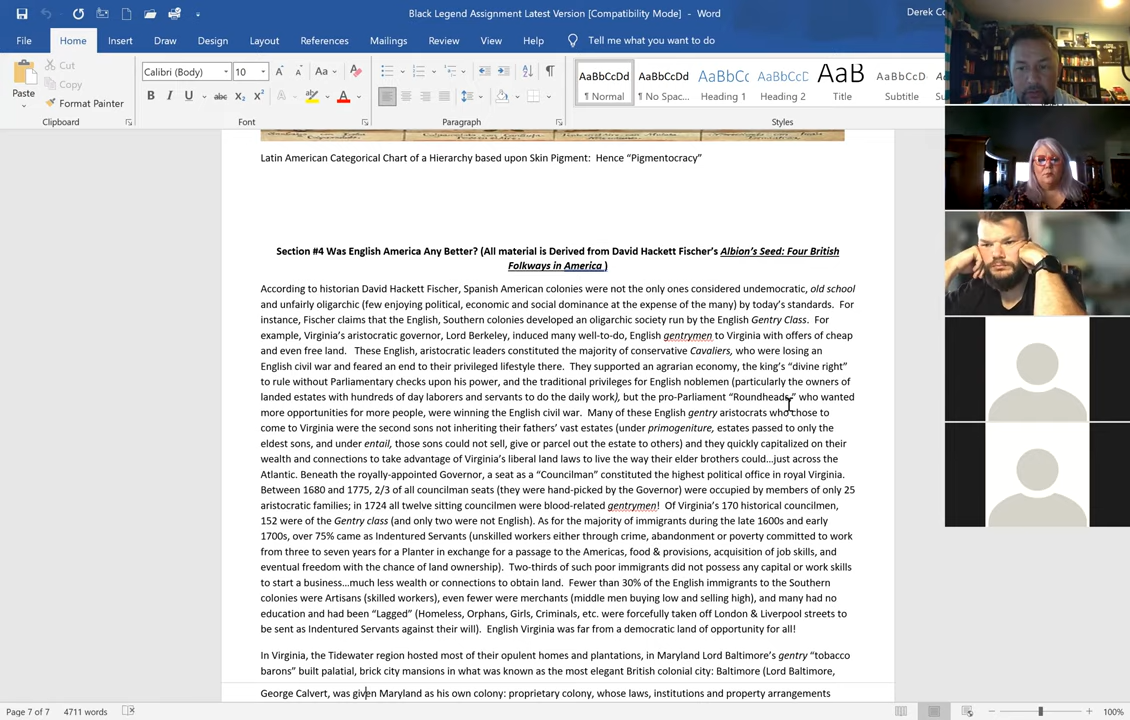 Black Legend Assignment Latest Version [Compatibility Mode] - Word
Derek Co
File Home Insert Draw Design Layout References Mailings Review View Help Tell me what you want to do
Paste
Cut
Copy
Format Painter
Clipboard
Calibri (Body) 10
Font
Paragraph
AaBbCcDd AaBbCcDd AaBbCc AaBbCcD AaB AaBbCcD
¶ Normal ¶ No Spac... Heading 1 Heading 2 Title Subtitle
Styles
Latin American Categorical Chart of a Hierarchy based upon Skin Pigment: Hence “Pigmentocracy”
Section #4 Was English America Any Better? (All material is Derived from David Hackett Fischer’s Albion’s Seed: Four British
Folkways in America )
According to historian David Hackett Fischer, Spanish American colonies were not the only ones considered undemocratic, old school
and unfairly oligarchic (few enjoying political, economic and social dominance at the expense of the many) by today’s standards. For
instance, Fischer claims that the English, Southern colonies developed an oligarchic society run by the English Gentry Class. For
example, Virginia’s aristocratic governor, Lord Berkeley, induced many well-to-do, English gentrymen to Virginia with offers of cheap
and even free land. These English, aristocratic leaders constituted the majority of conservative Cavaliers, who were losing an
English civil war and feared an end to their privileged lifestyle there. They supported an agrarian economy, the king’s “divine right”
to rule without Parliamentary checks upon his power, and the traditional privileges for English noblemen (particularly the owners of
landed estates with hundreds of day laborers and servants to do the daily work), but the pro-Parliament “Roundheads,” who wanted
more opportunities for more people, were winning the English civil war. Many of these English gentry aristocrats who chose to
come to Virginia were the second sons not inheriting their fathers’ vast estates (under primogeniture, estates passed to only the
eldest sons, and under entail, those sons could not sell, give or parcel out the estate to others) and they quickly capitalized on their
wealth and connections to take advantage of Virginia’s liberal land laws to live the way their elder brothers could…just across the
Atlantic. Beneath the royally-appointed Governor, a seat as a “Councilman” constituted the highest political office in royal Virginia.
Between 1680 and 1775, 2/3 of all councilman seats (they were hand-picked by the Governor) were occupied by members of only 25
aristocratic families; in 1724 all twelve sitting councilmen were blood-related gentrymen! Of Virginia’s 170 historical councilmen,
152 were of the Gentry class (and only two were not English). As for the majority of immigrants during the late 1600s and early
1700s, over 75% came as Indentured Servants (unskilled workers either through crime, abandonment or poverty committed to work
from three to seven years for a Planter in exchange for a passage to the Americas, food & provisions, acquisition of job skills, and
eventual freedom with the chance of land ownership). Two-thirds of such poor immigrants did not possess any capital or work skills
to start a business…much less wealth or connections to obtain land. Fewer than 30% of the English immigrants to the Southern
colonies were Artisans (skilled workers), even fewer were merchants (middle men buying low and selling high), and many had no
education and had been “Lagged” (Homeless, Orphans, Girls, Criminals, etc. were forcefully taken off London & Liverpool streets to
be sent as Indentured Servants against their will). English Virginia was far from a democratic land of opportunity for all!
In Virginia, the Tidewater region hosted most of their opulent homes and plantations, in Maryland Lord Baltimore’s gentry “tobacco
barons” built palatial, brick city mansions in what was known as the most elegant British colonial city: Baltimore (Lord Baltimore,
George Calvert, was given Maryland as his own colony: proprietary colony, whose laws, institutions and property arrangements
Page 7 of 7 4711 words 100%